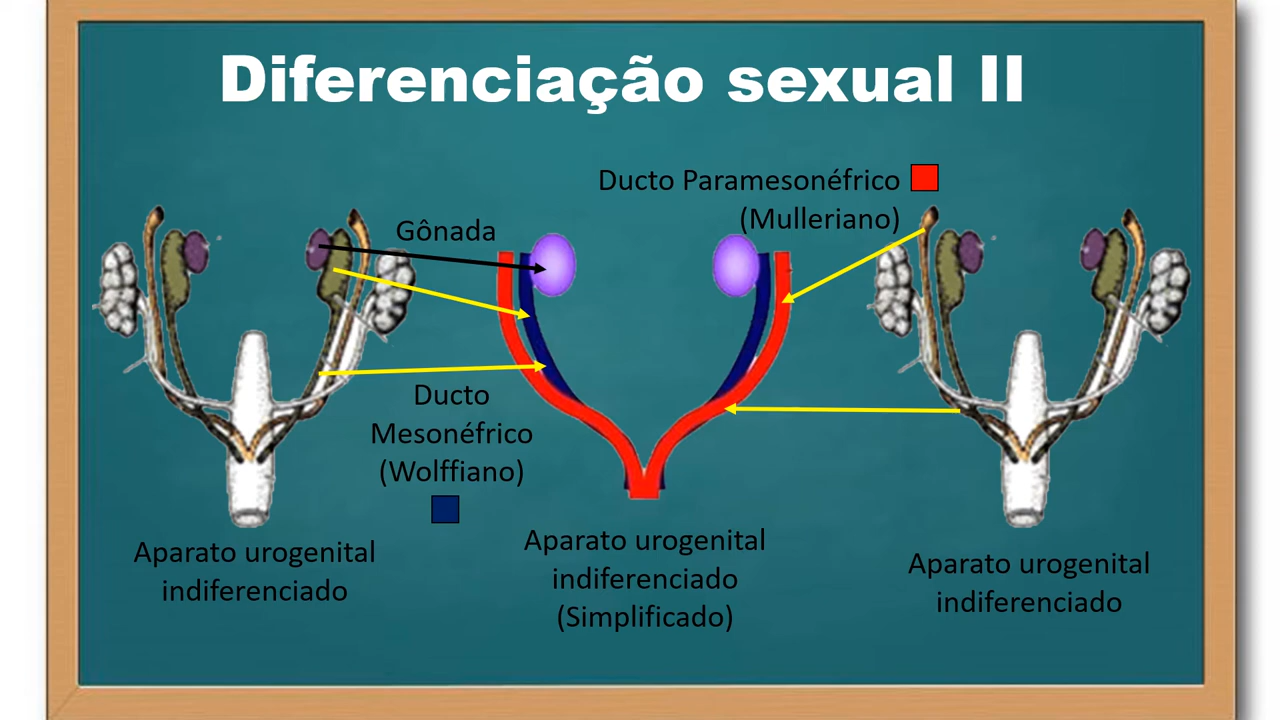 Diferenciação sexual II
Ducto Paramesonéfrico
(Mulleriano)
Gônada
Ducto
Mesonéfrico
(Wolffiano)
Aparato urogenital
indiferenciado
Aparato urogenital
indiferenciado
(Simplificado)
Aparato urogenital
indiferenciado